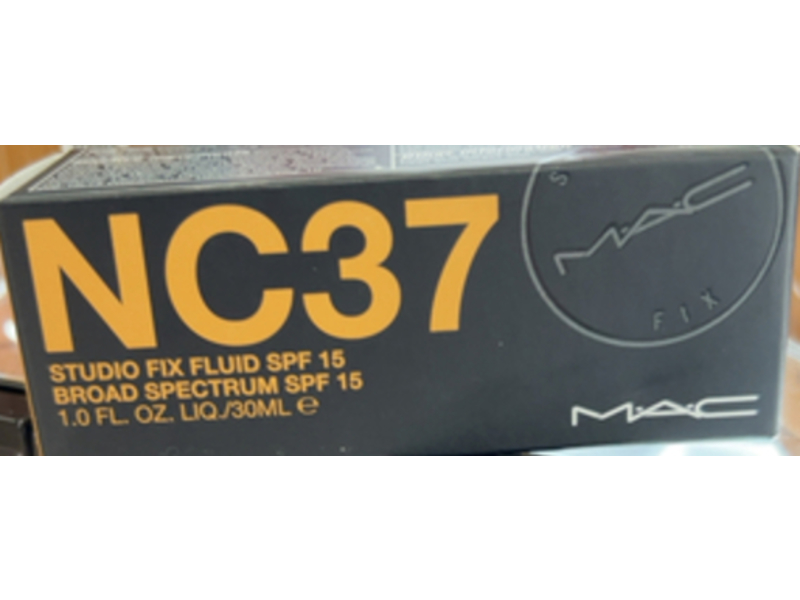 NC37
STUDIO FIX FLUID SPF 15
BROAD SPECTRUM SPF 15
1.0 FL. OZ. LIQ./30ML ℮
M·A·C
FIX
M·A·C